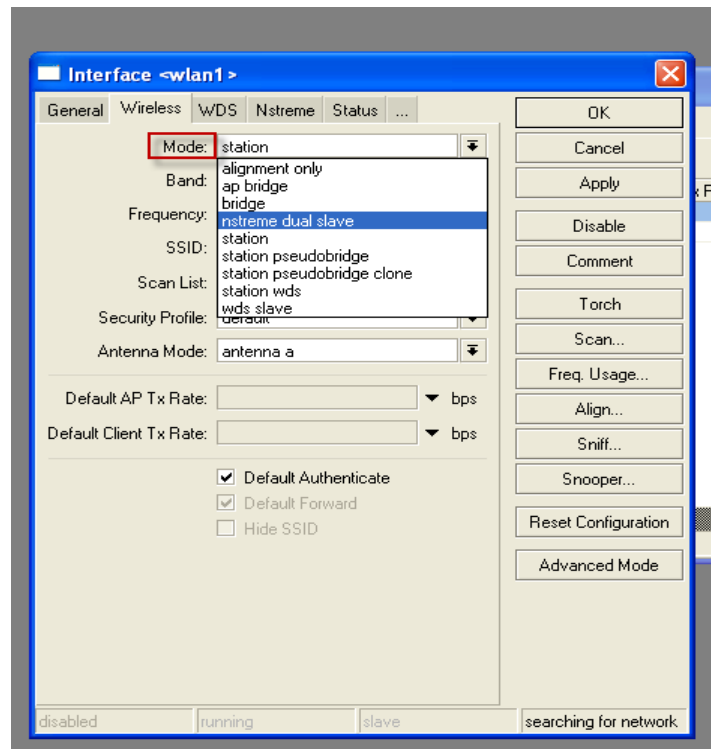 Interface <wlan1>
General Wireless WDS Nstreme Status ...
Mode: station
alignment only
ap bridge
bridge
nstreme dual slave
station
station pseudobridge
station pseudobridge clone
station wds
wds slave
Band:
Frequency:
SSID:
Scan List:
Security Profile: default
Antenna Mode: antenna a
Default AP Tx Rate: bps
Default Client Tx Rate: bps
Default Authenticate
Default Forward
Hide SSID
OK
Cancel
Apply
Disable
Comment
Torch
Scan...
Freq. Usage...
Align...
Sniff...
Snooper...
Reset Configuration
Advanced Mode
disabled running slave searching for network